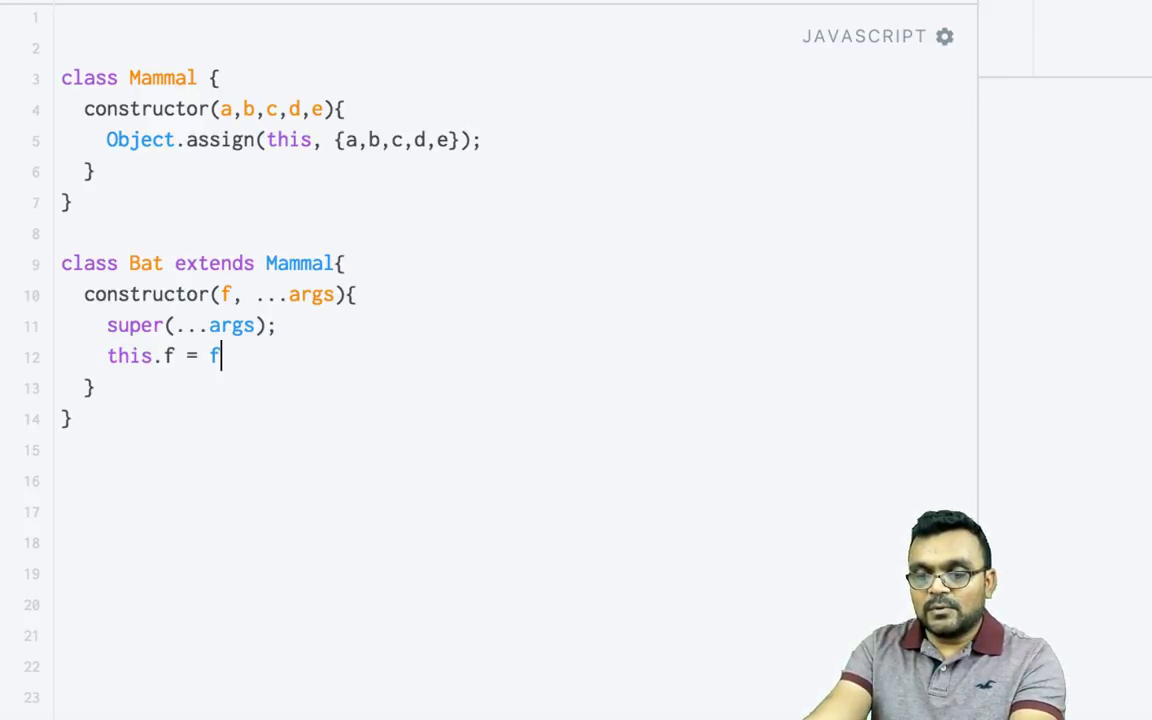 JAVASCRIPT
1
2
3 class Mammal {
4 constructor(a,b,c,d,e){
5 Object.assign(this, {a,b,c,d,e});
6 }
7 }
8
9 class Bat extends Mammal{
10 constructor(f, ...args){
11 super(...args);
12 this.f = f
13 }
14 }
15
16
17
18
19
20
21
22
23